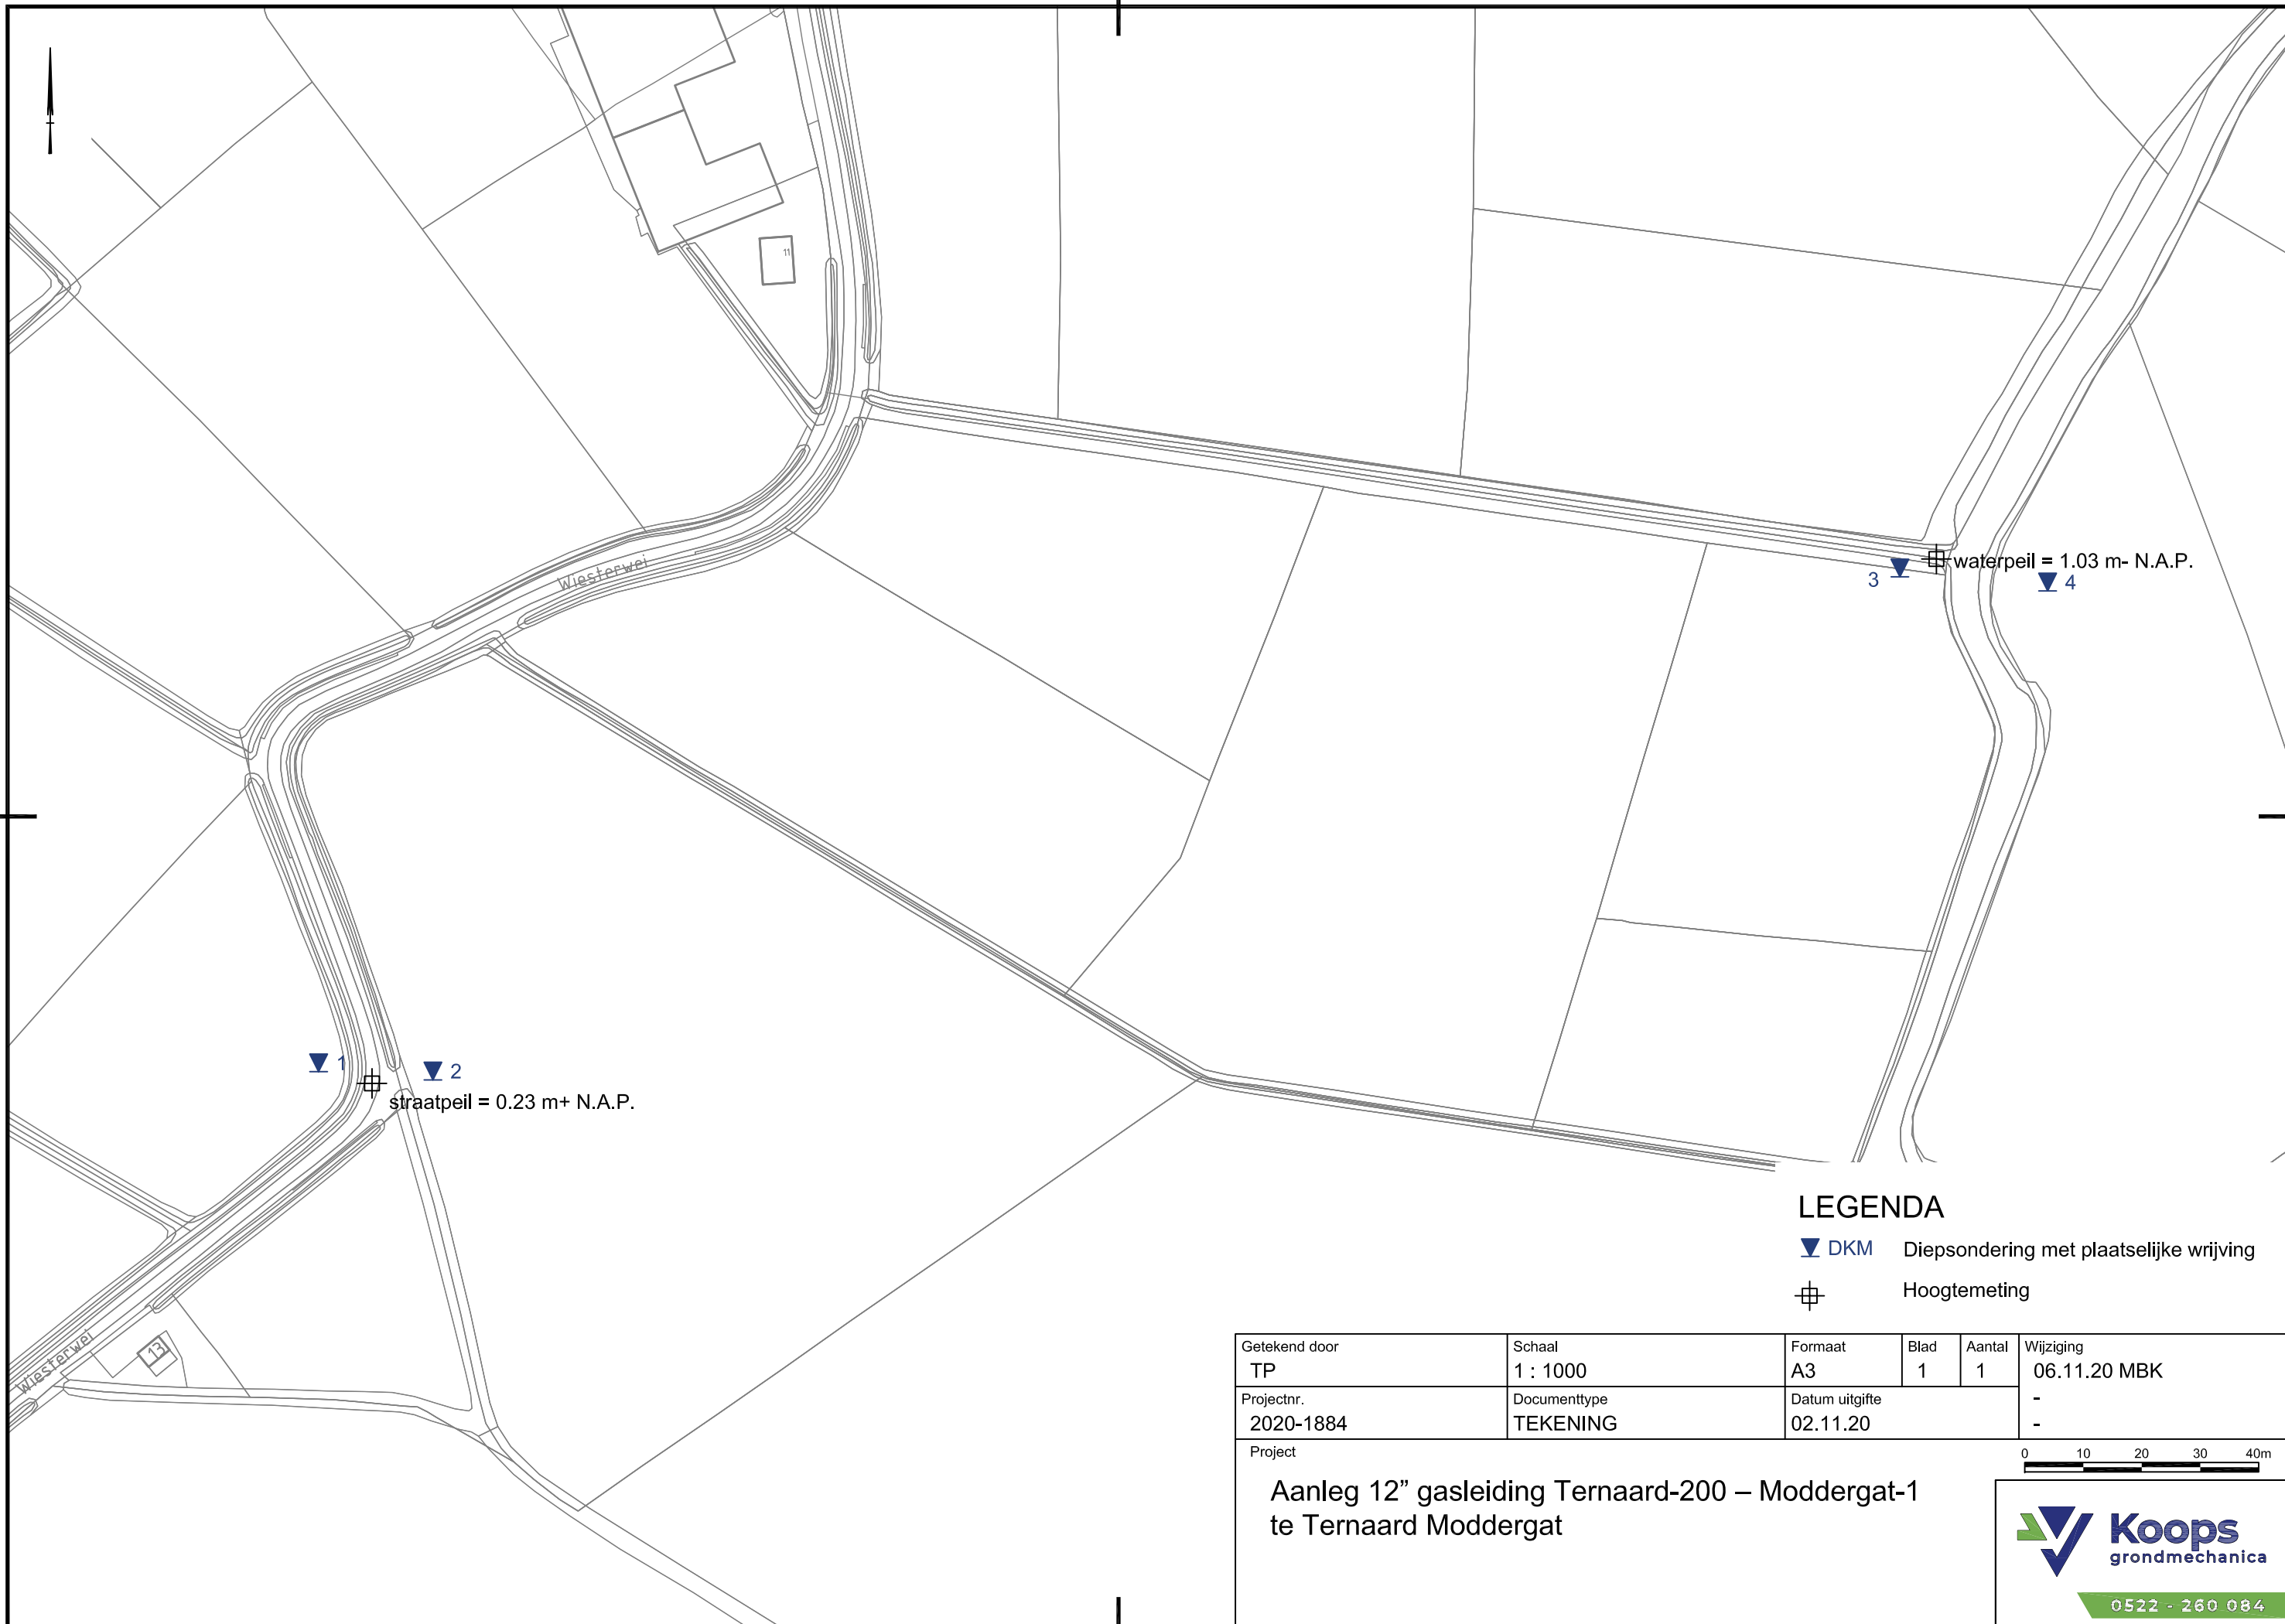 11
Wiesterwei
waterpeil = 1.03 m- N.A.P.
3
4
1
2
straatpeil = 0.23 m+ N.A.P.
Wiesterwei
13
LEGENDA
DKM Diepsondering met plaatselijke wrijving
Hoogtemeting
Getekend door
TP
Schaal
1 : 1000
Formaat
A3
Blad
1
Aantal
1
Wijziging
06.11.20 MBK
-
-
Projectnr.
2020-1884
Documenttype
TEKENING
Datum uitgifte
02.11.20
Project
Aanleg 12” gasleiding Ternaard-200 – Moddergat-1
te Ternaard Moddergat
0 10 20 30 40m
Koops
grondmechanica
0522 - 260 084